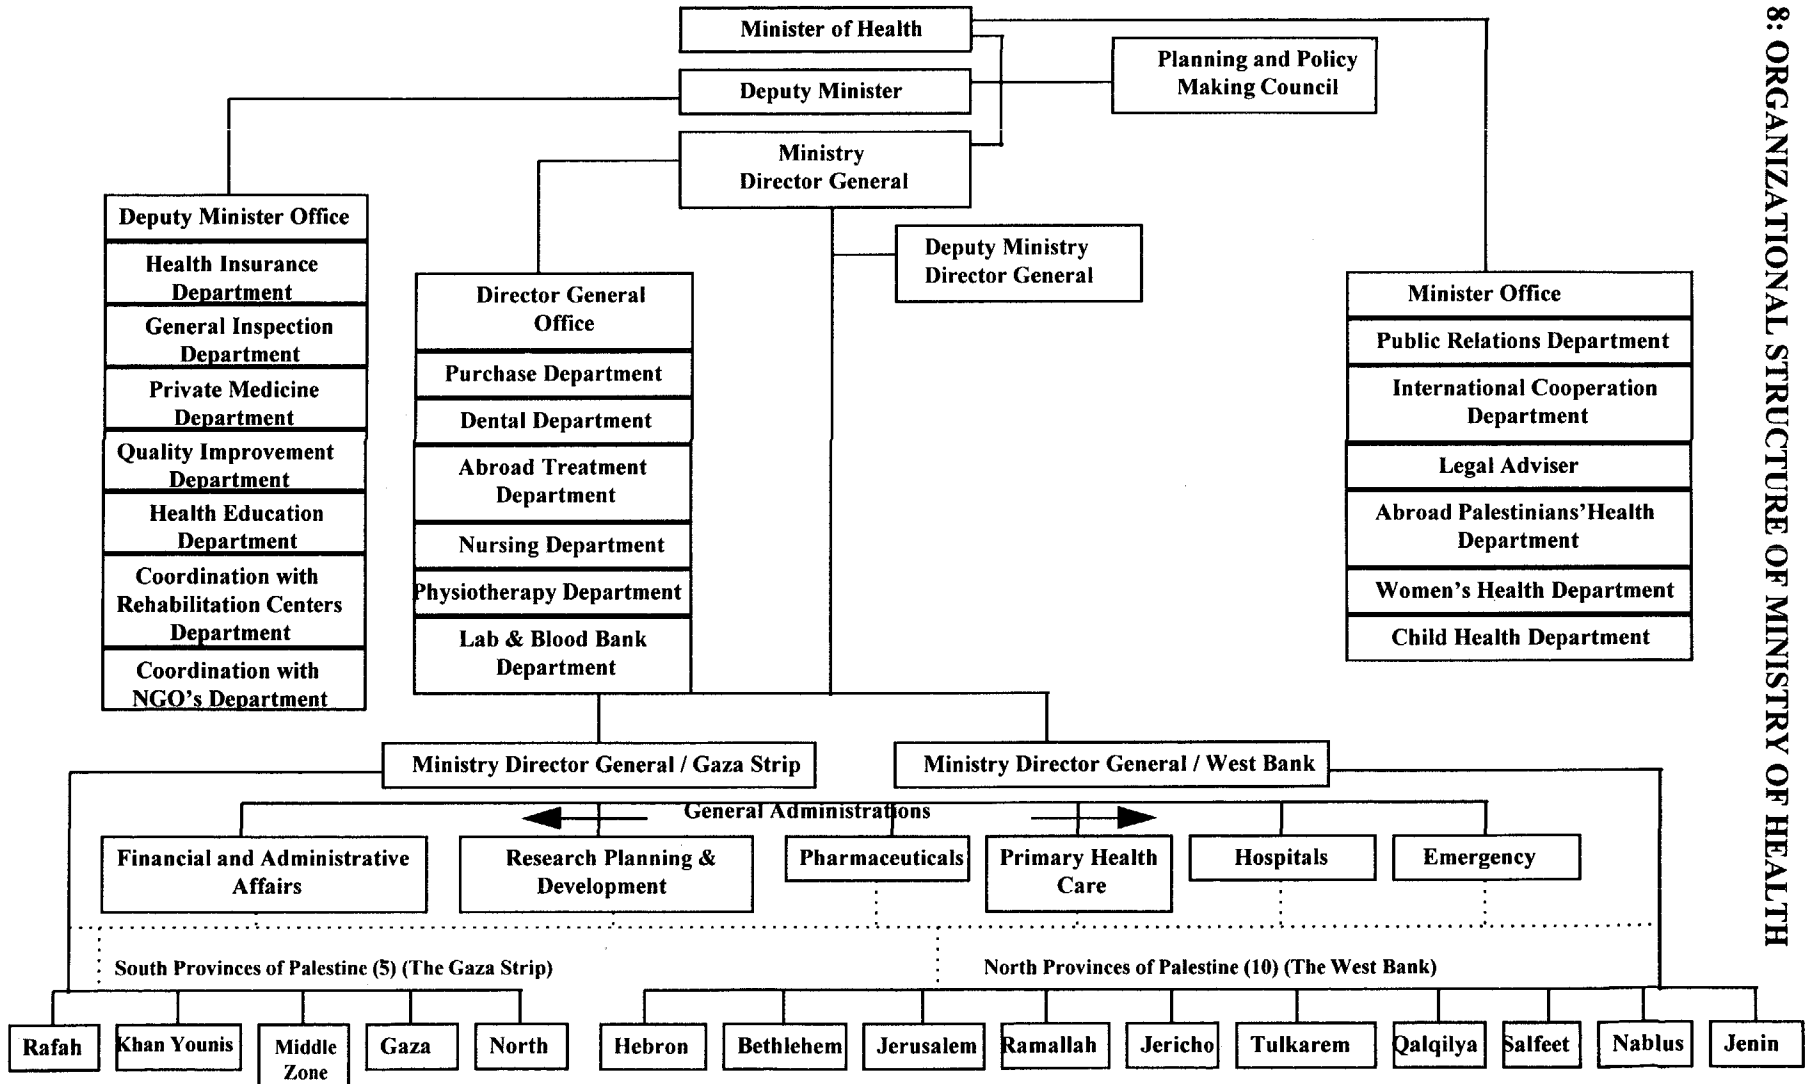 8: ORGANIZATIONAL STRUCTURE OF MINISTRY OF HEALTH
Minister of Health
Planning and Policy
Making Council
Deputy Minister
Ministry
Director General
Deputy Ministry
Director General
Deputy Minister Office
Health Insurance
Department
General Inspection
Department
Private Medicine
Department
Quality Improvement
Department
Health Education
Department
Coordination with
Rehabilitation Centers
Department
Coordination with
NGO's Department
Director General
Office
Purchase Department
Dental Department
Abroad Treatment
Department
Nursing Department
Physiotherapy Department
Lab & Blood Bank
Department
Minister Office
Public Relations Department
International Cooperation
Department
Legal Adviser
Abroad Palestinians'Health
Department
Women's Health Department
Child Health Department
Ministry Director General / Gaza Strip
Ministry Director General / West Bank
General Administrations
Financial and Administrative
Affairs
Research Planning &
Development
Pharmaceuticals
Primary Health
Care
Hospitals
Emergency
South Provinces of Palestine (5) (The Gaza Strip)
North Provinces of Palestine (10) (The West Bank)
Rafah
Khan Younis
Middle
Zone
Gaza
North
Hebron
Bethlehem
Jerusalem
Ramallah
Jericho
Tulkarem
Qalqilya
Salfeet
Nablus
Jenin